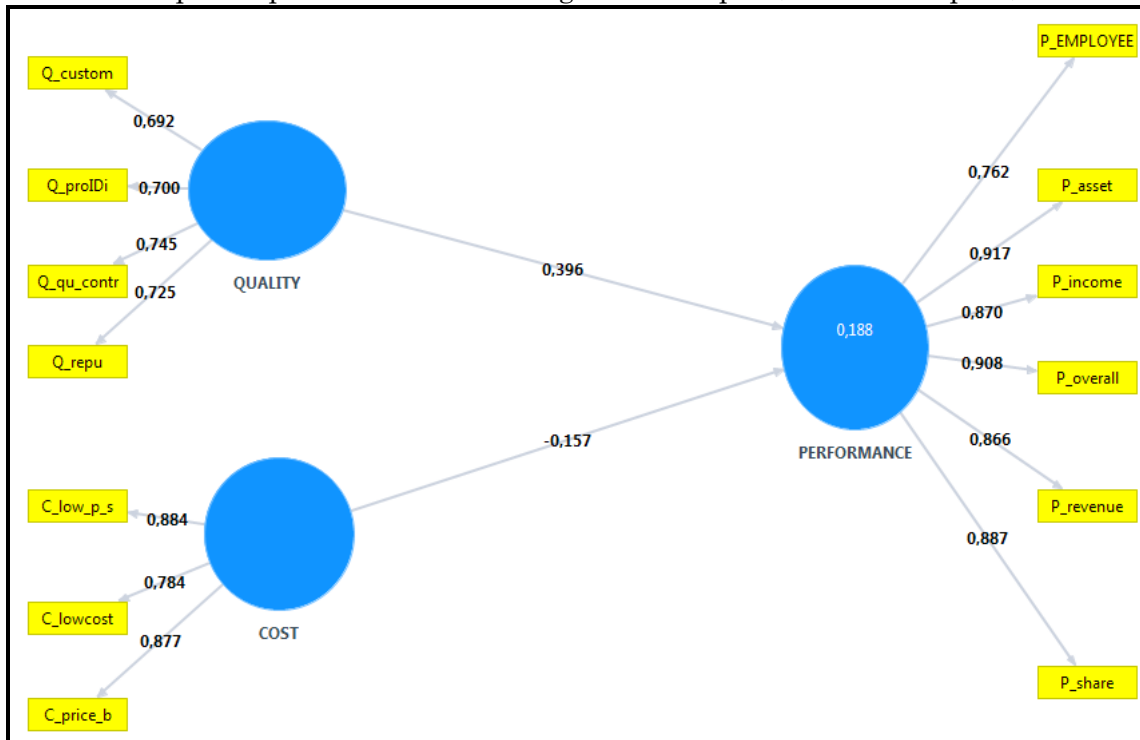 P_EMPLOYEE
Q_custom
0,692
0,762
Q_proIDi
0,700
P_asset
0,745
0,917
Q_qu_contr
0,725
QUALITY
0,396
P_income
0,870
Q_repu
0,188
0,908
P_overall
-0,157
0,866
PERFORMANCE
C_low_p_s
0,884
P_revenue
0,887
0,784
C_lowcost
0,877
COST
P_share
C_price_b